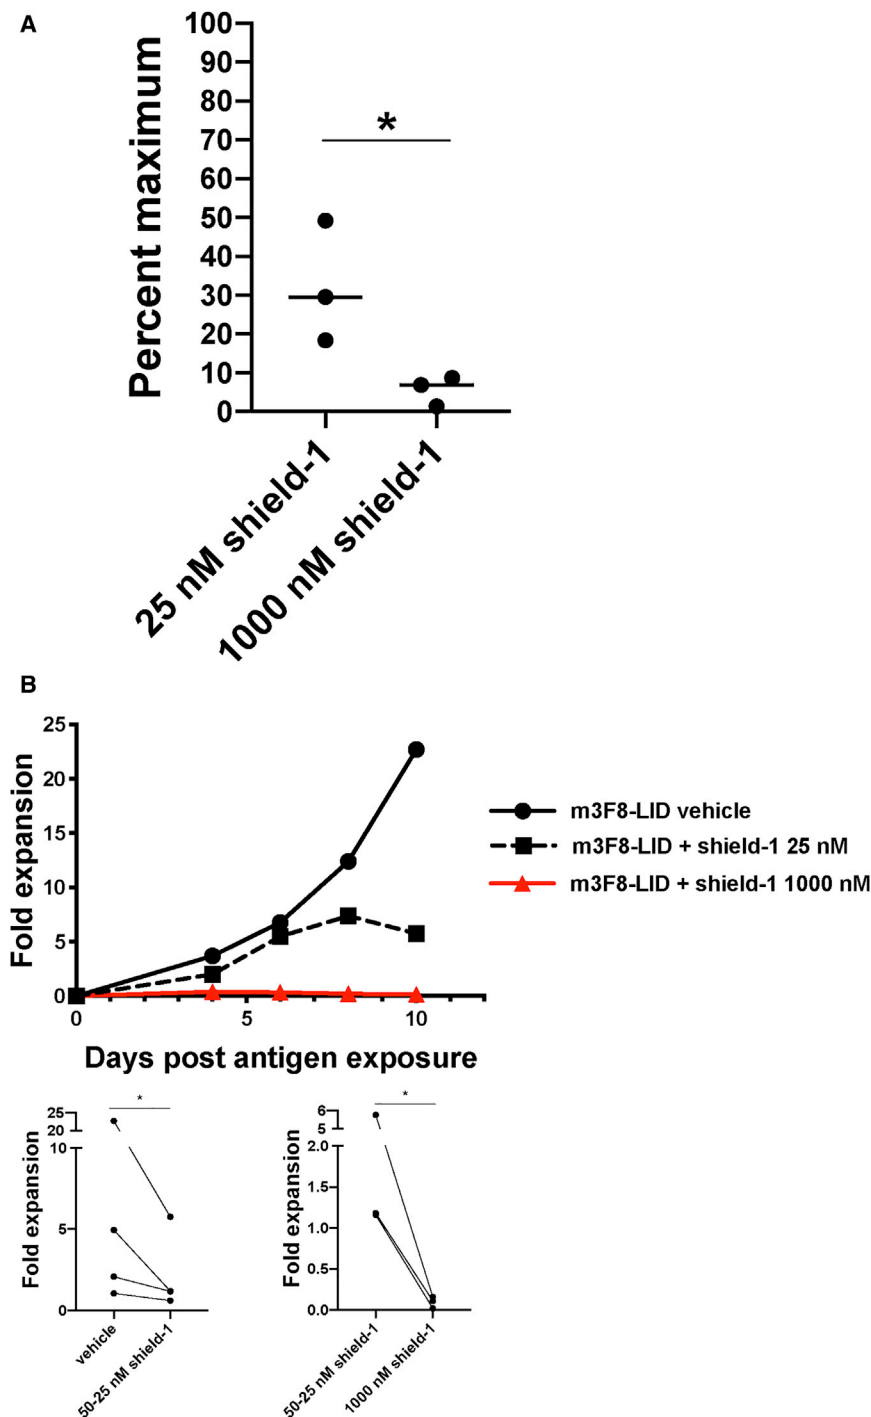 A
Percent maximum
100
90
80
70
60
50
40
30
20
10
0
*
25 nM shield-1
1000 nM shield-1
B
Fold expansion
25
20
15
10
5
0
0 5 10
Days post antigen exposure
m3F8-LID vehicle
m3F8-LID + shield-1 25 nM
m3F8-LID + shield-1 1000 nM
Fold expansion
25
20
10
5
0
*
vehicle
50-25 nM shield-1
Fold expansion
6
5
2.0
1.5
1.0
0.5
0.0
*
50-25 nM shield-1
1000 nM shield-1